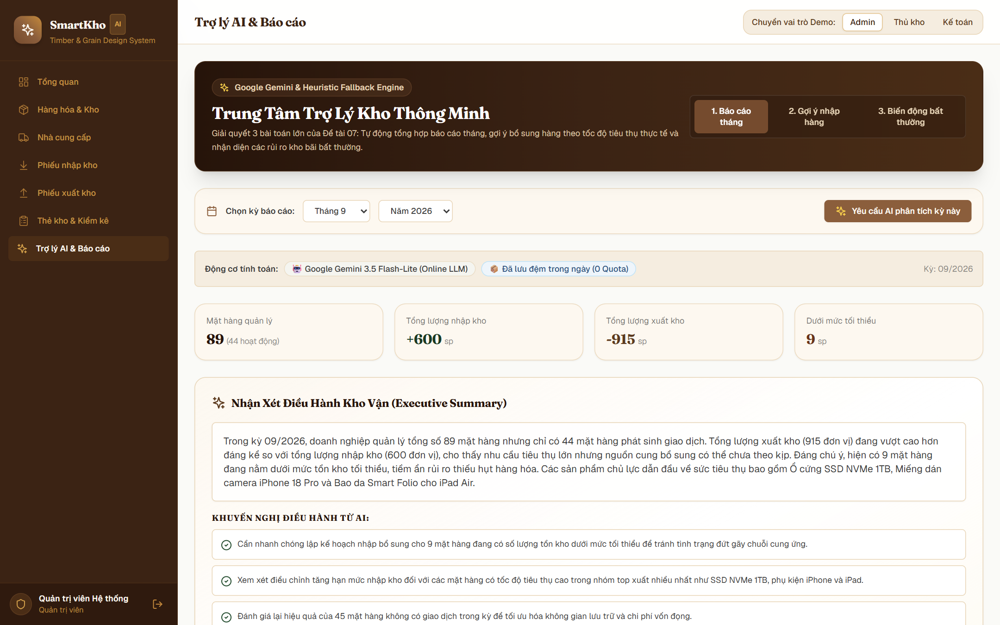 SmartKho AI
Timber & Grain Design System
Tổng quan
Hàng hóa & Kho
Nhà cung cấp
Phiếu nhập kho
Phiếu xuất kho
Thẻ kho & Kiểm kê
Trợ lý AI & Báo cáo
Quản trị viên Hệ thống
Quản trị viên
Trợ lý AI & Báo cáo
Chuyển vai trò Demo: Admin Thủ kho Kế toán
Google Gemini & Heuristic Fallback Engine
Trung Tâm Trợ Lý Kho Thông Minh
Giải quyết 3 bài toán lớn của Đề tài 07: Tự động tổng hợp báo cáo tháng, gợi ý bổ sung hàng theo tốc độ tiêu thụ thực tế và
nhận diện các rủi ro kho bãi bất thường.
1. Báo cáo
tháng
2. Gợi ý nhập
hàng
3. Biến động bất
thường
Chọn kỳ báo cáo: Tháng 9 Năm 2026
Yêu cầu AI phân tích kỳ này
Động cơ tính toán: Google Gemini 3.5 Flash-Lite (Online LLM) Đã lưu đệm trong ngày (0 Quota) Kỳ: 09/2026
Mặt hàng quản lý
89 (44 hoạt động)
Tổng lượng nhập kho
+600 sp
Tổng lượng xuất kho
-915 sp
Dưới mức tối thiểu
9 sp
Nhận Xét Điều Hành Kho Vận (Executive Summary)
Trong kỳ 09/2026, doanh nghiệp quản lý tổng số 89 mặt hàng nhưng chỉ có 44 mặt hàng phát sinh giao dịch. Tổng lượng xuất kho (915 đơn vị) đang vượt cao hơn
đáng kể so với tổng lượng nhập kho (600 đơn vị), cho thấy nhu cầu tiêu thụ lớn nhưng nguồn cung bổ sung có thể chưa theo kịp. Đáng chú ý, hiện có 9 mặt hàng
đang nằm dưới mức tồn kho tối thiểu, tiềm ẩn rủi ro thiếu hụt hàng hóa. Các sản phẩm chủ lực dẫn đầu về sức tiêu thụ bao gồm Ổ cứng SSD NVMe 1TB, Miếng dán
camera iPhone 18 Pro và Bao da Smart Folio cho iPad Air.
KHUYẾN NGHỊ ĐIỀU HÀNH TỪ AI:
Cần nhanh chóng lập kế hoạch nhập bổ sung cho 9 mặt hàng đang có số lượng tồn kho dưới mức tối thiểu để tránh tình trạng đứt gãy chuỗi cung ứng.
Xem xét điều chỉnh tăng hạn mức nhập kho đối với các mặt hàng có tốc độ tiêu thụ cao trong nhóm top xuất nhiều nhất như SSD NVMe 1TB, phụ kiện iPhone và iPad.
Đánh giá lại hiệu quả của 45 mặt hàng không có giao dịch trong kỳ để tối ưu hóa không gian lưu trữ và chi phí vốn đọng.